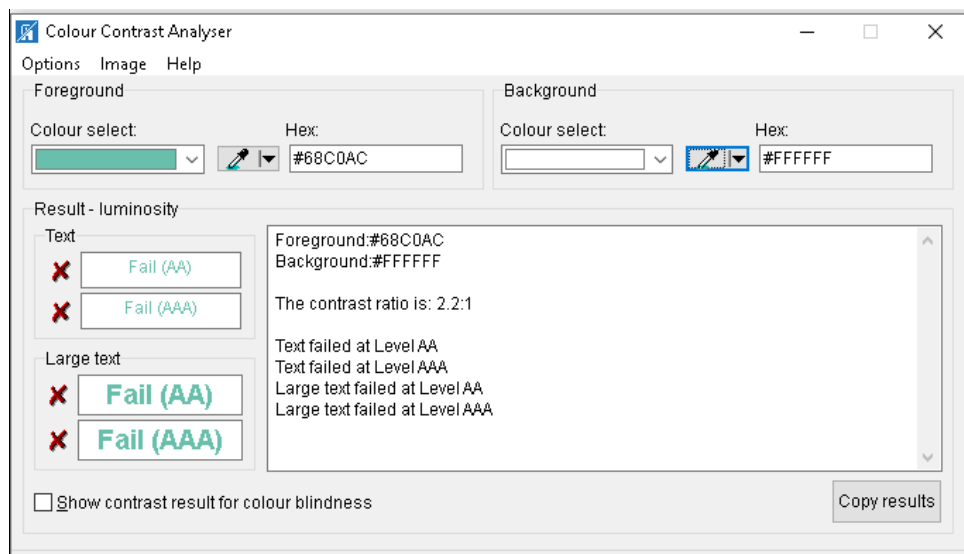 Colour Contrast Analyser
Options Image Help
Foreground
Colour select:
Hex:
#68C0AC
Background
Colour select:
Hex:
#FFFFFF
Result - luminosity
Text
Fail (AA)
Fail (AAA)
Large text
Fail (AA)
Fail (AAA)
Foreground:#68C0AC
Background:#FFFFFF
The contrast ratio is: 2.2:1
Text failed at Level AA
Text failed at Level AAA
Large text failed at Level AA
Large text failed at Level AAA
Show contrast result for colour blindness
Copy results